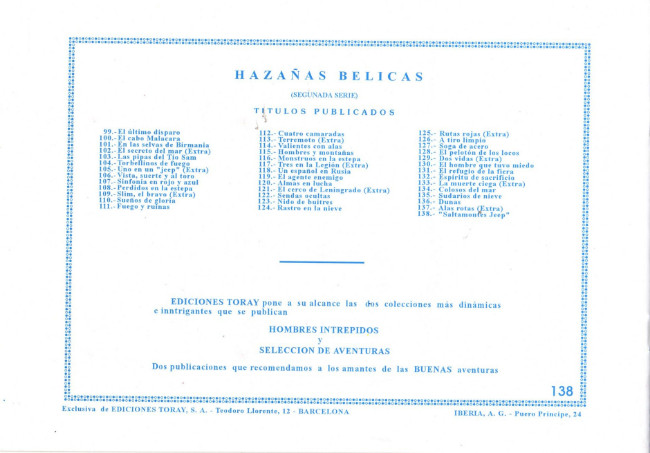 HAZAÑAS BELICAS
(SEGUNADA SERIE)
TITULOS PUBLICADOS
99.- El último disparo
100.- El cabo Malacara
101.- En las selvas de Birmania
102.- El secreto del mar (Extra)
103.- Las pipas del Tío Sam
104.- Torbellinos de fuego
105.- Uno en un "jeep" (Extra)
106.- Vista, suerte y al toro
107.- Sinfonía en rojo y azul
108.- Perdidos en la estepa
109.- Slim, el bravo (Extra)
110.- Sueños de gloria
111.- Fuego y ruinas
112.- Cuatro camaradas
113.- Terremoto (Extra)
114.- Valientes con alas
115.- Hombres y montañas
116.- Monstruos en la estepa
117.- Tres en la Legión (Extra)
118.- Un español en Rusia
119.- El agente enemigo
120.- Almas en lucha
121.- El cerco de Leningrado (Extra)
122.- Sendas ocultas
123.- Nido de buitres
124.- Rastro en la nieve
125.- Rutas rojas (Extra)
126.- A tiro limpio
127.- Soga de acero
128.- El pelotón de los locos
129.- Dos vidas (Extra)
130.- El hombre que tuvo miedo
131.- El refugio de la fiera
132.- Espíritu de sacrificio
133.- La muerte ciega (Extra)
134.- Colosos del mar
135.- Sudarios de nieve
136.- Dunas
137.- Alas rotas (Extra)
138.- "Saltamontes Jeep"
EDICIONES TORAY pone a su alcance las dos colecciones más dinámicas
e inntrigantes que se publican
HOMBRES INTREPIDOS
y
SELECCION DE AVENTURAS
Dos publicaciones que recomendamos a los amantes de las BUENAS aventuras
138
Exclusiva de EDICIONES TORAY, S. A. - Teodoro Llorente, 12 - BARCELONA
IBERIA, A. G. - Puero Príncipe, 24